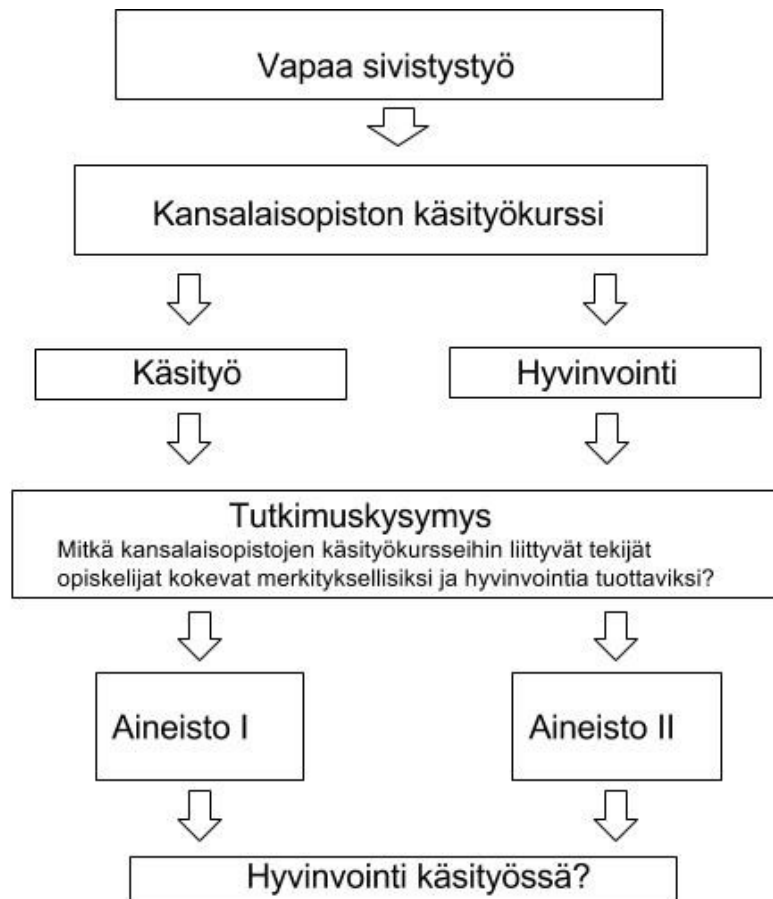 Vapaa sivistystyö
Kansalaisopiston käsityökurssi
Käsityö
Hyvinvointi
Tutkimuskysymys
Mitkä kansalaisopistojen käsityökursseihin liittyvät tekijät
opiskelijat kokevat merkityksellisiksi ja hyvinvointia tuottaviksi?
Aineisto I
Aineisto II
Hyvinvointi käsityössä?